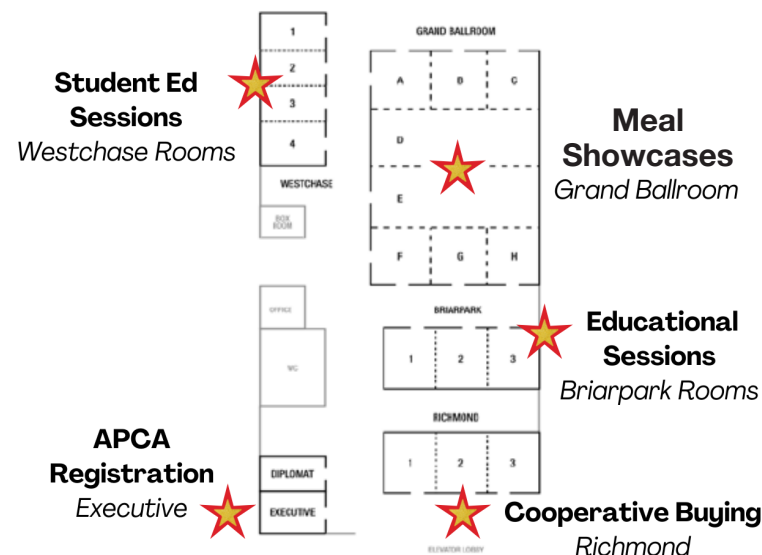 Student Ed
Sessions
Westchase Rooms
1
2
3
4
WESTCHASE
BOX
ROOM
OFFICE
DIPLOMAT
EXECUTIVE
APCA
Registration
Executive
GRAND BALLROOM
A B C
D
E
F G H
Meal
Showcases
Grand Ballroom
BRIARPARK
1 2 3
Educational
Sessions
Briarpark Rooms
RICHMOND
1 2 3
Cooperative Buying
Richmond
ELEVATOR LOBBY